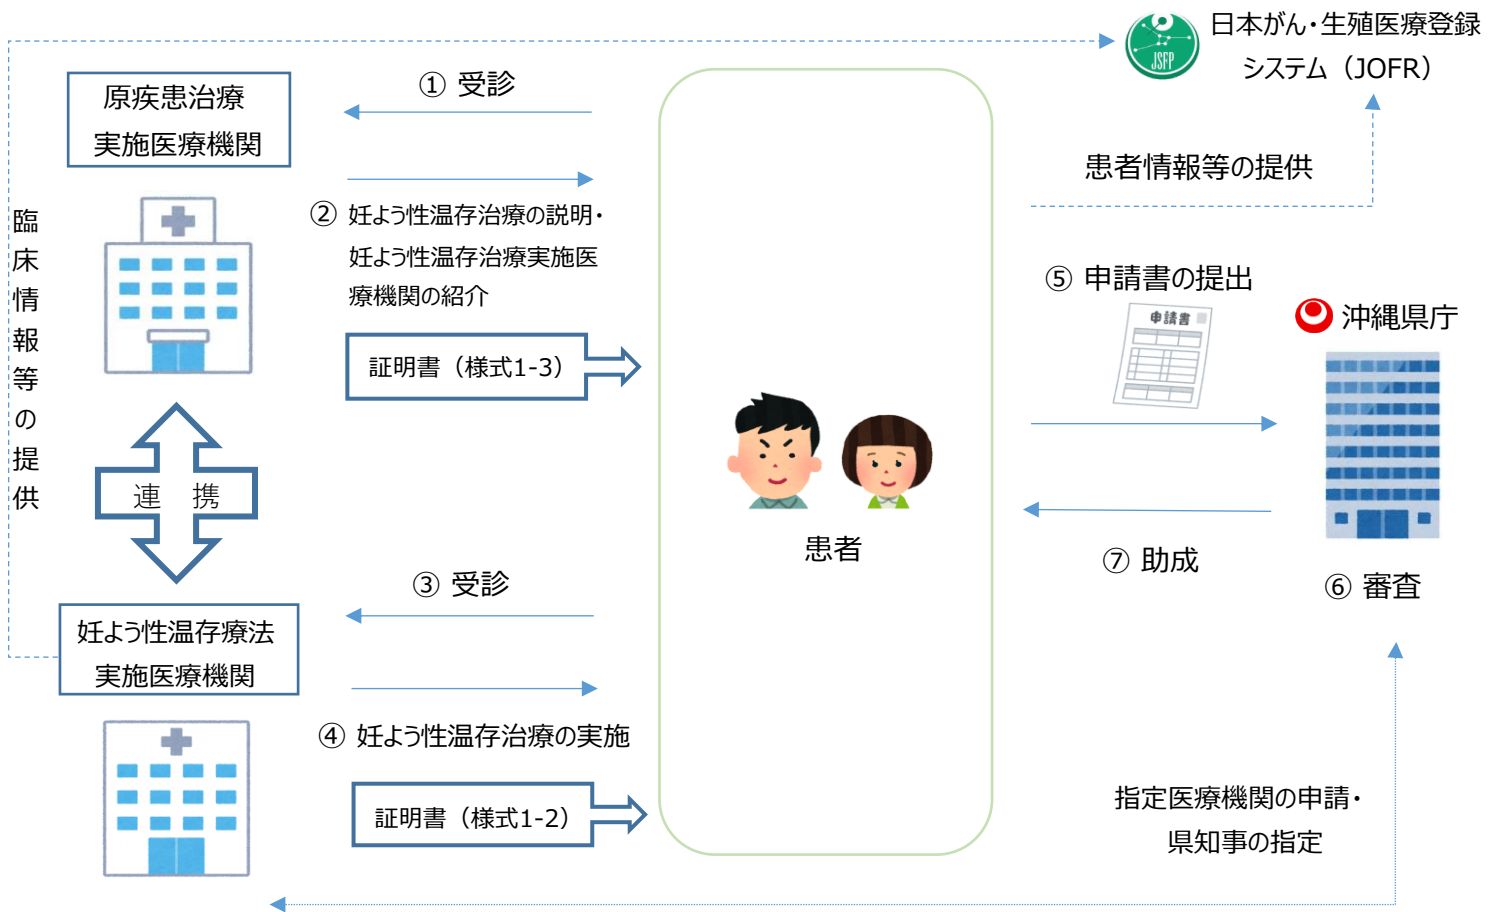 日本がん・生殖医療登録
システム（JOFR）
JSFP
原疾患治療
実施医療機関
① 受診
患者情報等の提供
臨床情報等の提供
② 妊よう性温存治療の説明・
妊よう性温存治療実施医
療機関の紹介
証明書（様式1-3）
⑤ 申請書の提出
申請書
沖縄県庁
連 携
患者
⑦ 助成
⑥ 審査
③ 受診
妊よう性温存療法
実施医療機関
④ 妊よう性温存治療の実施
証明書（様式1-2）
指定医療機関の申請・
県知事の指定